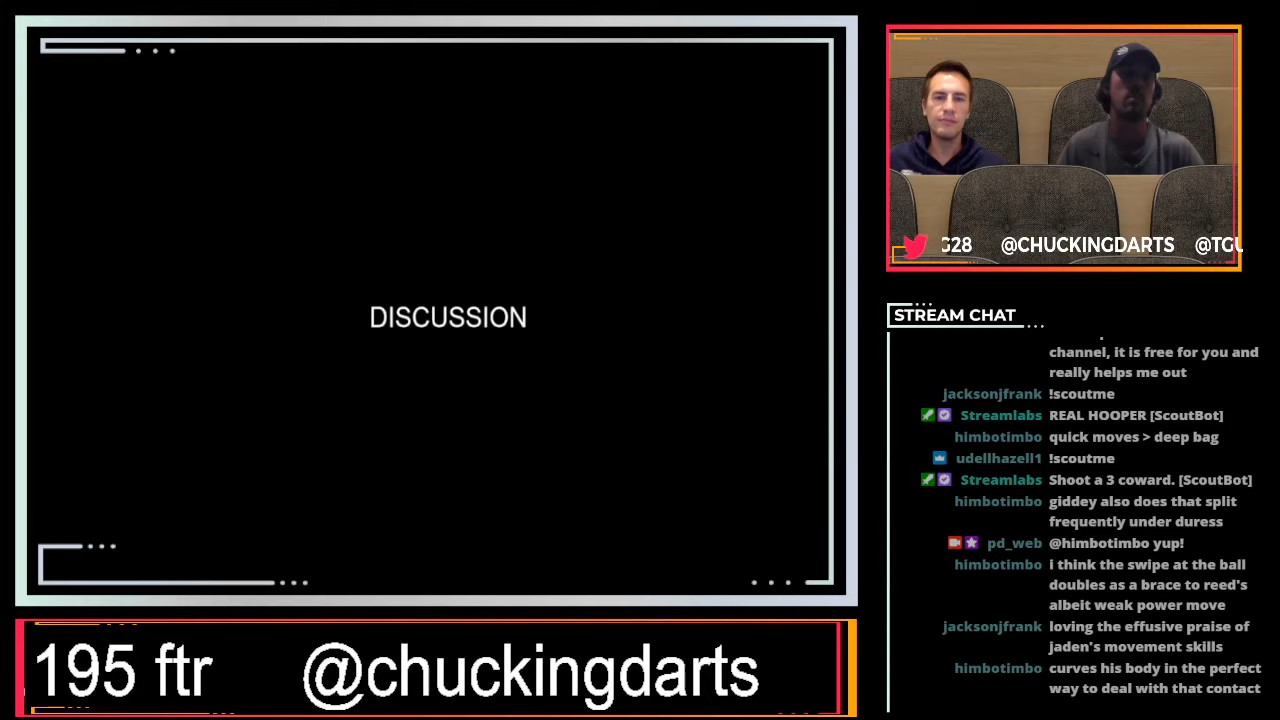 DISCUSSION
195 ftr @chuckingdarts
G28 @CHUCKINGDARTS @TGU
STREAM CHAT
channel, it is free for you and
really helps me out
jacksonjfrank !scoutme
Streamlabs REAL HOOPER [ScoutBot]
himbotimbo quick moves > deep bag
udellhazell1 !scoutme
Streamlabs Shoot a 3 coward. [ScoutBot]
himbotimbo giddey also does that split
frequently under duress
pd_web @himbotimbo yup!
himbotimbo i think the swipe at the ball
doubles as a brace to reed's
albeit weak power move
jacksonjfrank loving the effusive praise of
jaden's movement skills
himbotimbo curves his body in the perfect
way to deal with that contact